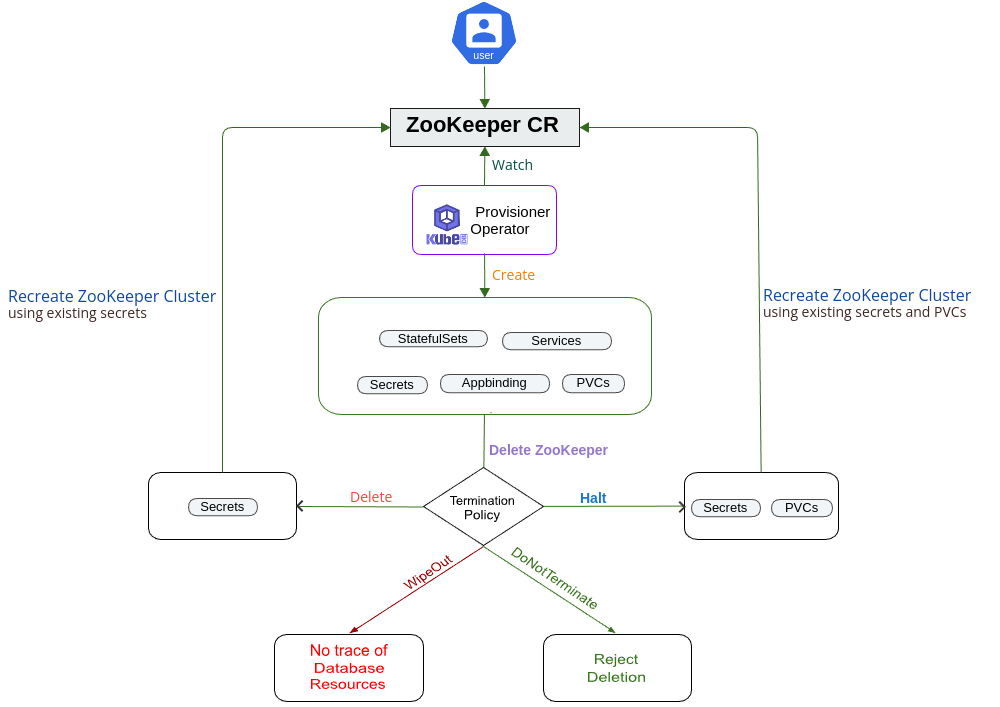 user
ZooKeeper CR
Watch
Provisioner
Operator
Create
Recreate ZooKeeper Cluster
using existing secrets
Recreate ZooKeeper Cluster
using existing secrets and PVCs
StatefulSets
Services
Secrets
Appbinding
PVCs
Delete ZooKeeper
Termination
Policy
Delete
Halt
Secrets
Secrets
PVCs
WipeOut
DoNotTerminate
No trace of
Database
Resources
Reject
Deletion